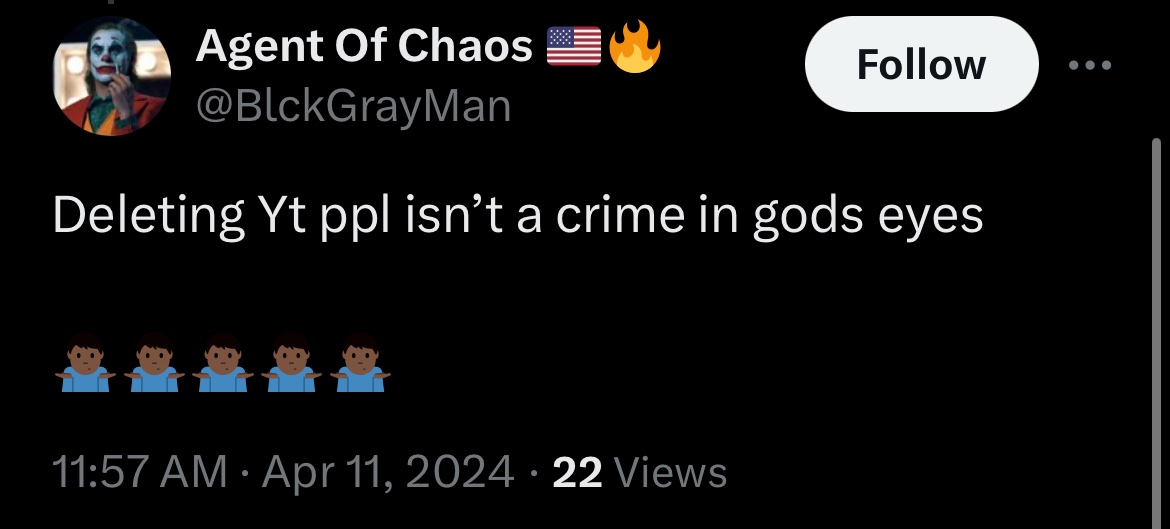 Agent Of Chaos 🇺🇸🔥
@BlckGrayMan
Follow
Deleting Yt ppl isn’t a crime in gods eyes
🤷🏿‍♂️🤷🏿‍♂️🤷🏿‍♂️🤷🏿‍♂️🤷🏿‍♂️
11:57 AM · Apr 11, 2024 · 22 Views